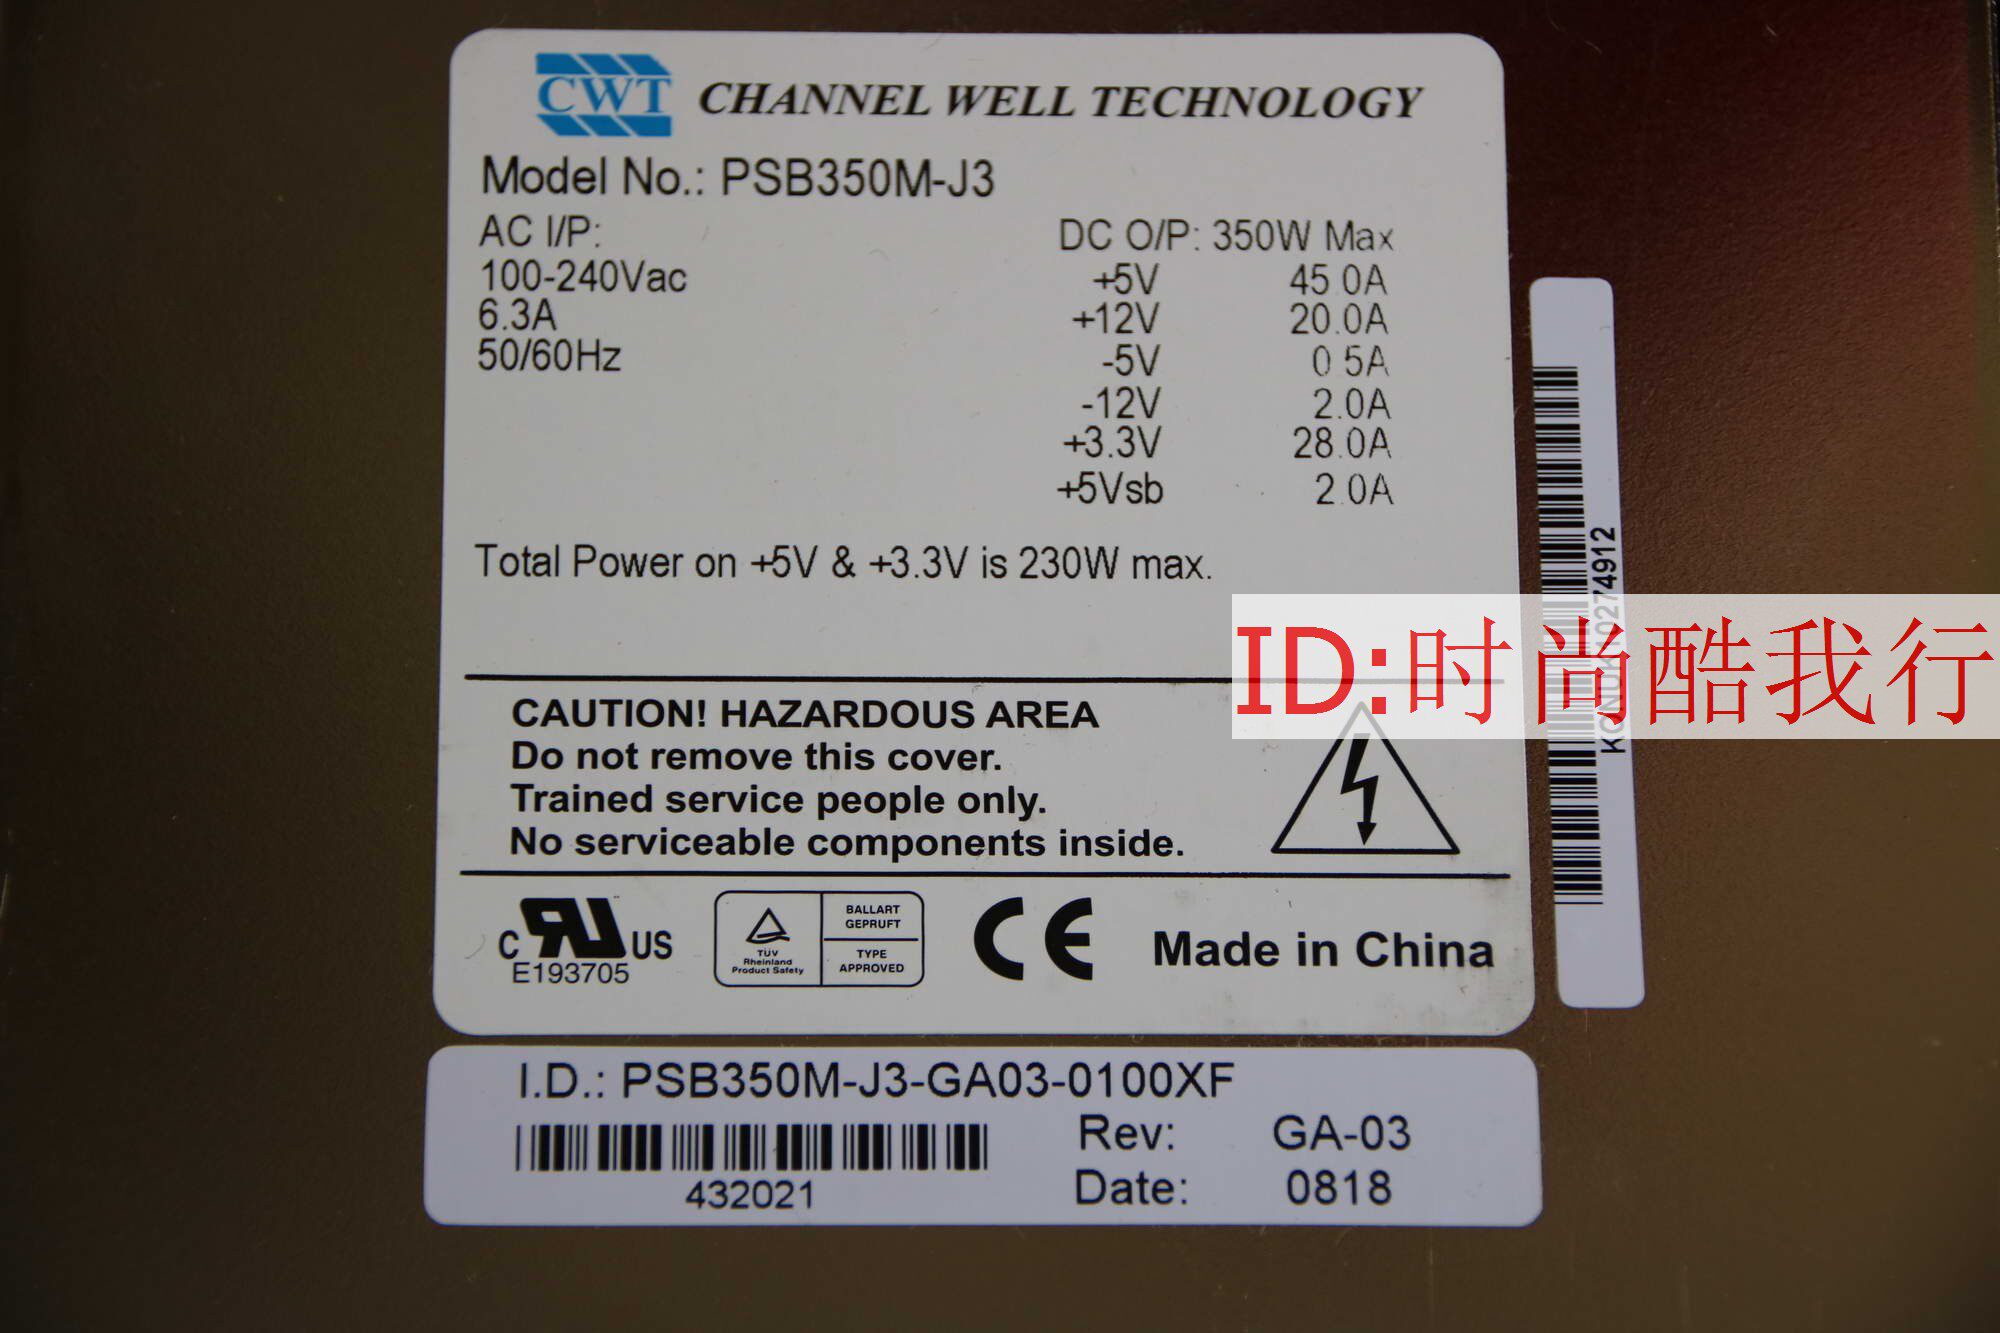 CWT CHANNEL WELL TECHNOLOGY
Model No.: PSB350M-J3
AC I/P:
100-240Vac
6.3A
50/60Hz
DC O/P: 350W Max
+5V 45.0A
+12V 20.0A
-5V 0.5A
-12V 2.0A
+3.3V 28.0A
+5Vsb 2.0A
Total Power on +5V & +3.3V is 230W max.
CAUTION! HAZARDOUS AREA
Do not remove this cover.
Trained service people only.
No serviceable components inside.
C RU US
E193705
TÜV
Rheinland
Product Safety
BALLART
GEPRUFT
TYPE
APPROVED
CE
Made in China
I.D.: PSB350M-J3-GA03-0100XF
432021
Rev: GA-03
Date: 0818
ID:时尚酷我行